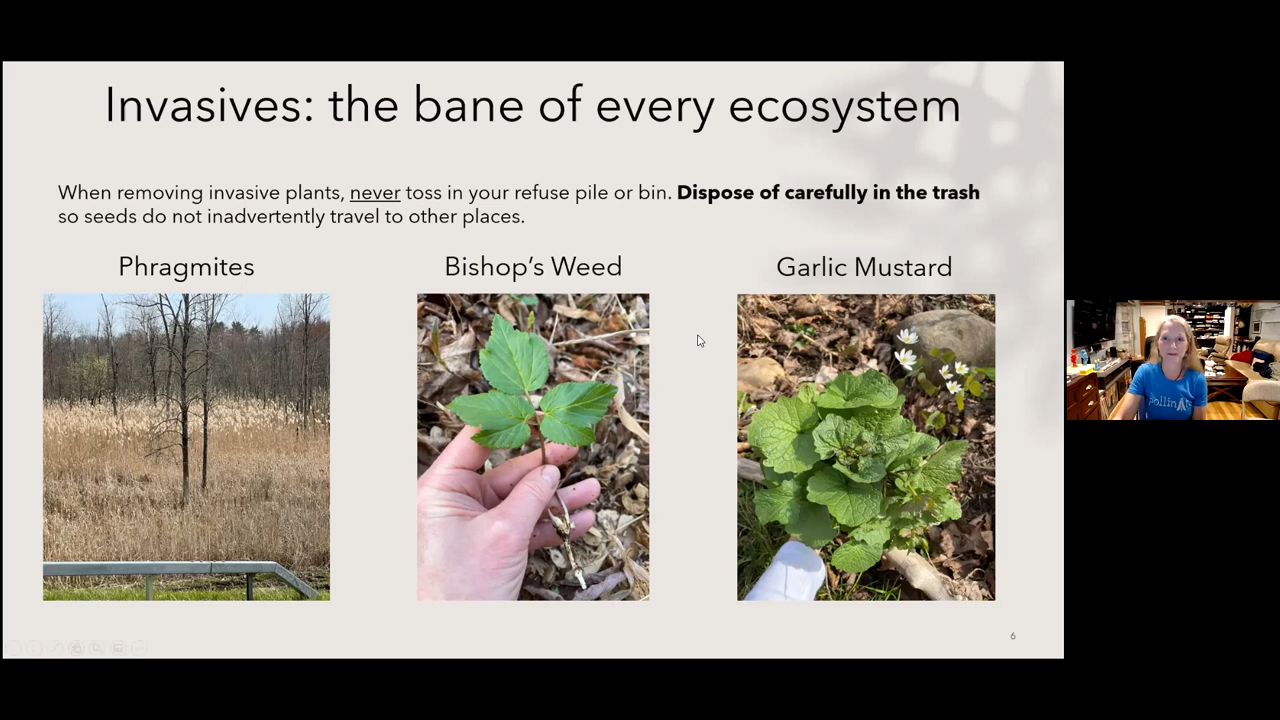 Invasives: the bane of every ecosystem
When removing invasive plants, never toss in your refuse pile or bin. Dispose of carefully in the trash
so seeds do not inadvertently travel to other places.
Phragmites
Bishop's Weed
Garlic Mustard
6